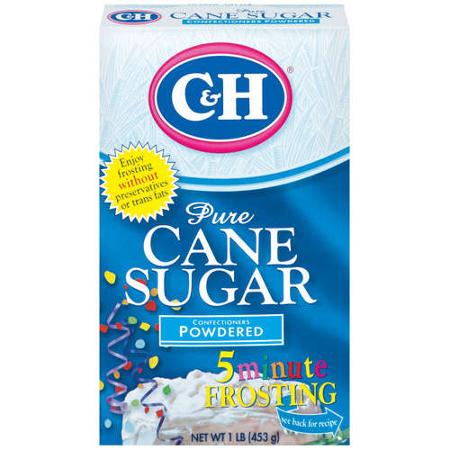 Pure
CANE SUGAR
CONFECTIONERS POWDERED
C&H®
Enjoy
frosting
without
preservatives
or trans fats
Pure
CANE
SUGAR
CONFECTIONERS
POWDERED
5 minute
FROSTING
see back for recipe
NET WT 1 LB (453 g)